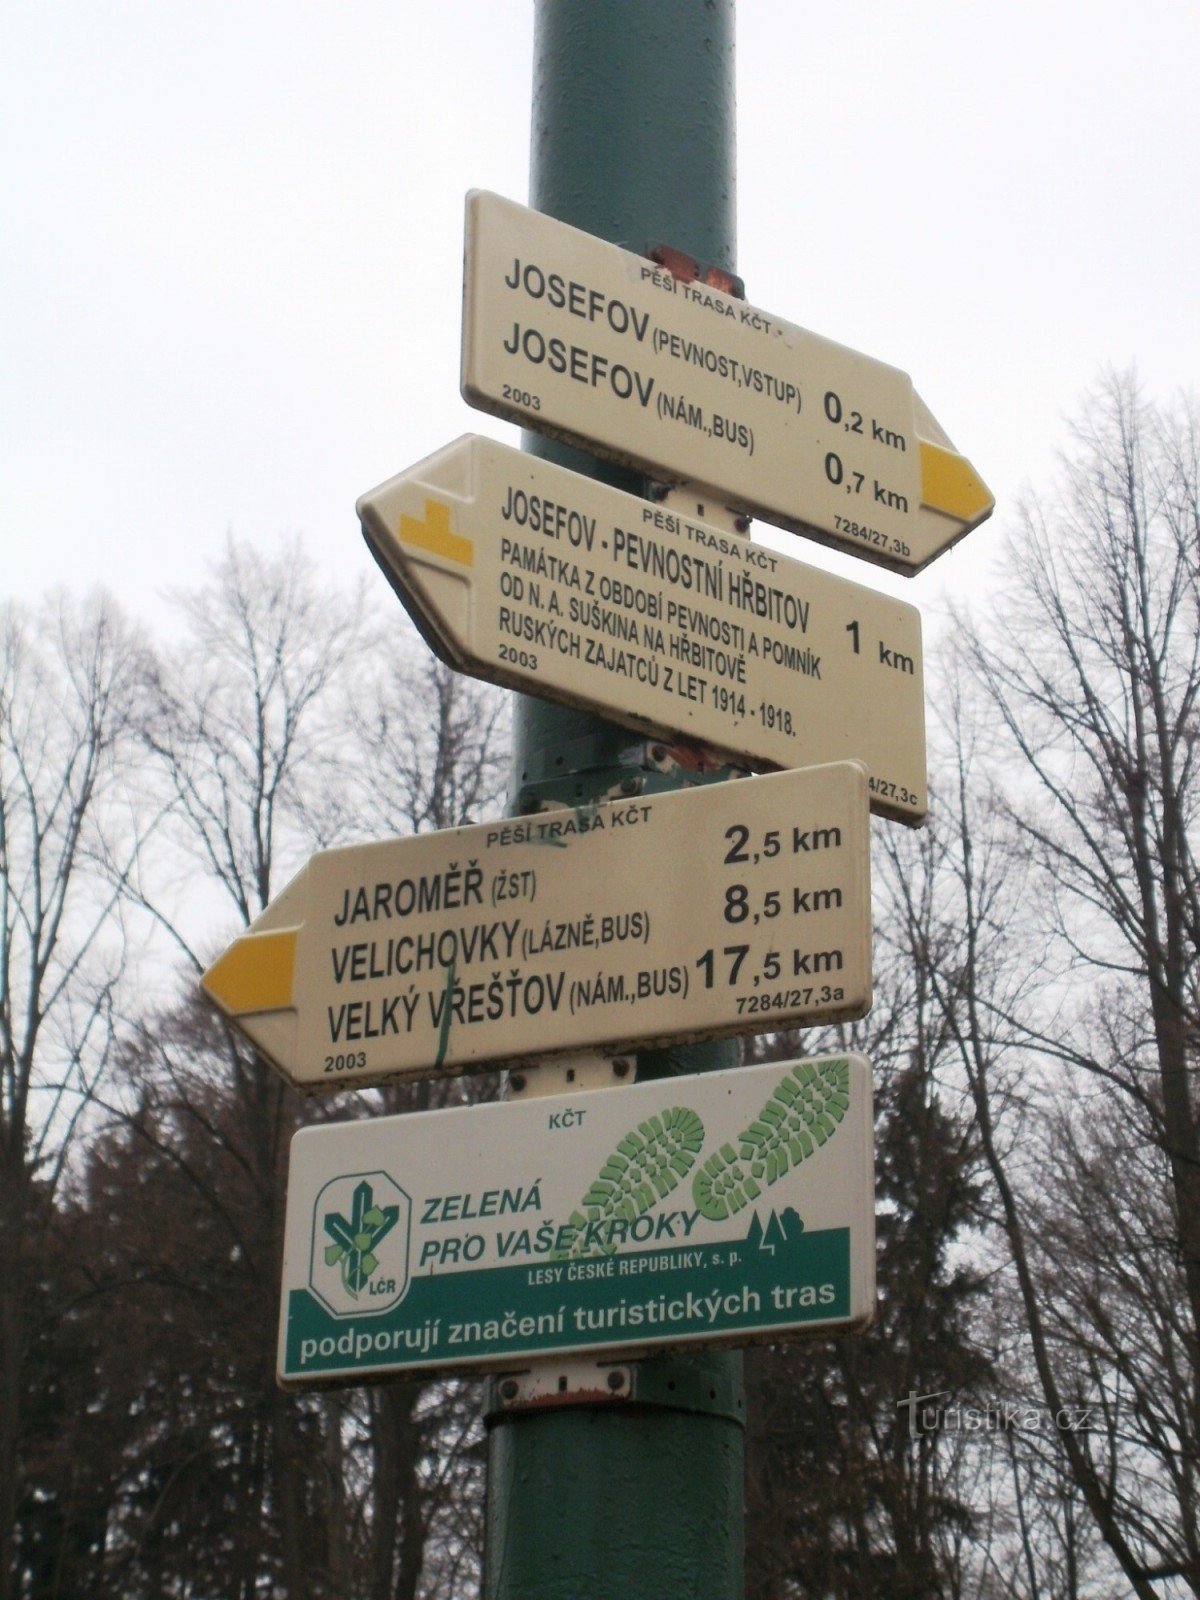 PĚŠÍ TRASA KČT
JOSEFOV (PEVNOST,VSTUP) 0,2 km
JOSEFOV (NÁM.,BUS) 0,7 km
2003 7284/27,3b
PĚŠÍ TRASA KČT
JOSEFOV - PEVNOSTNÍ HŘBITOV 1 km
PAMÁTKA Z OBDOBÍ PEVNOSTI A POMNÍK
OD N. A. SUŠKINA NA HŘBITOVĚ
RUSKÝCH ZAJATCŮ Z LET 1914 - 1918.
2003 4/27,3c
PĚŠÍ TRASA KČT
JAROMĚŘ (ŽST) 2,5 km
VELICHOVKY (LÁZNĚ,BUS) 8,5 km
VELKÝ VŘEŠŤOV (NÁM.,BUS) 17,5 km
2003 7284/27,3a
KČT
ZELENÁ
PRO VAŠE KROKY
LČR
LESY ČESKÉ REPUBLIKY, s. p.
podporují značení turistických tras
Turistika.cz